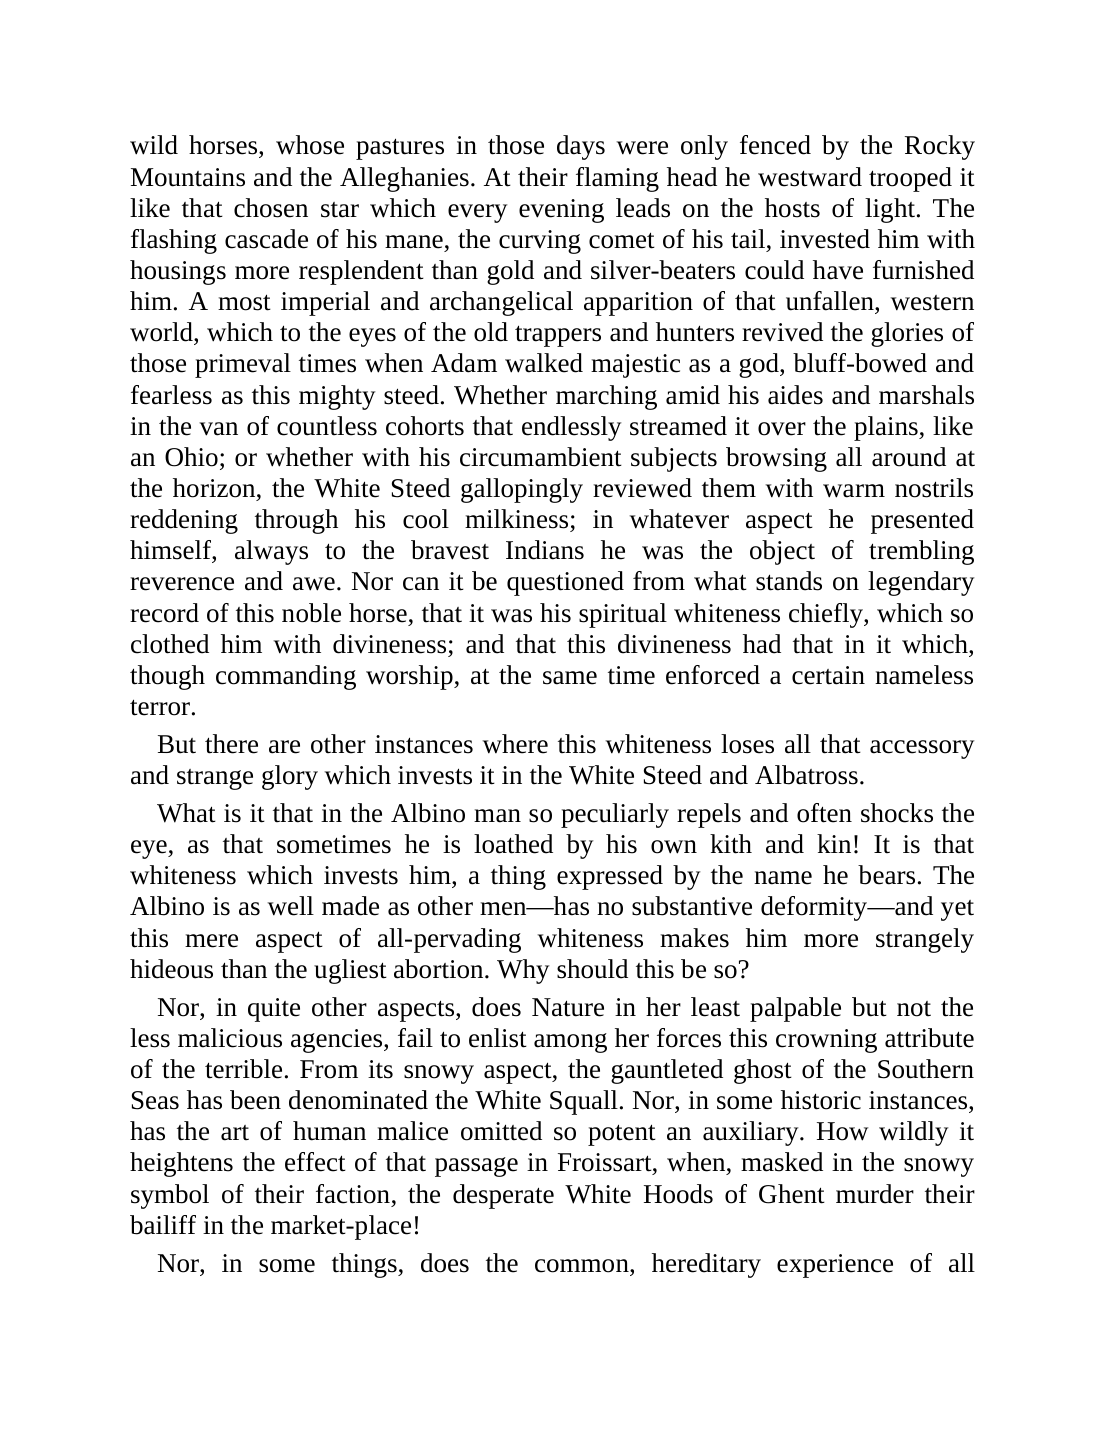 wild horses, whose pastures in those days were only fenced by the Rocky
Mountains and the Alleghanies. At their flaming head he westward trooped it
like that chosen star which every evening leads on the hosts of light. The
flashing cascade of his mane, the curving comet of his tail, invested him with
housings more resplendent than gold and silver-beaters could have furnished
him. A most imperial and archangelical apparition of that unfallen, western
world, which to the eyes of the old trappers and hunters revived the glories of
those primeval times when Adam walked majestic as a god, bluff-bowed and
fearless as this mighty steed. Whether marching amid his aides and marshals
in the van of countless cohorts that endlessly streamed it over the plains, like
an Ohio; or whether with his circumambient subjects browsing all around at
the horizon, the White Steed gallopingly reviewed them with warm nostrils
reddening through his cool milkiness; in whatever aspect he presented
himself, always to the bravest Indians he was the object of trembling
reverence and awe. Nor can it be questioned from what stands on legendary
record of this noble horse, that it was his spiritual whiteness chiefly, which so
clothed him with divineness; and that this divineness had that in it which,
though commanding worship, at the same time enforced a certain nameless
terror.
But there are other instances where this whiteness loses all that accessory
and strange glory which invests it in the White Steed and Albatross.
What is it that in the Albino man so peculiarly repels and often shocks the
eye, as that sometimes he is loathed by his own kith and kin! It is that
whiteness which invests him, a thing expressed by the name he bears. The
Albino is as well made as other men—has no substantive deformity—and yet
this mere aspect of all-pervading whiteness makes him more strangely
hideous than the ugliest abortion. Why should this be so?
Nor, in quite other aspects, does Nature in her least palpable but not the
less malicious agencies, fail to enlist among her forces this crowning attribute
of the terrible. From its snowy aspect, the gauntleted ghost of the Southern
Seas has been denominated the White Squall. Nor, in some historic instances,
has the art of human malice omitted so potent an auxiliary. How wildly it
heightens the effect of that passage in Froissart, when, masked in the snowy
symbol of their faction, the desperate White Hoods of Ghent murder their
bailiff in the market-place!
Nor, in some things, does the common, hereditary experience of all